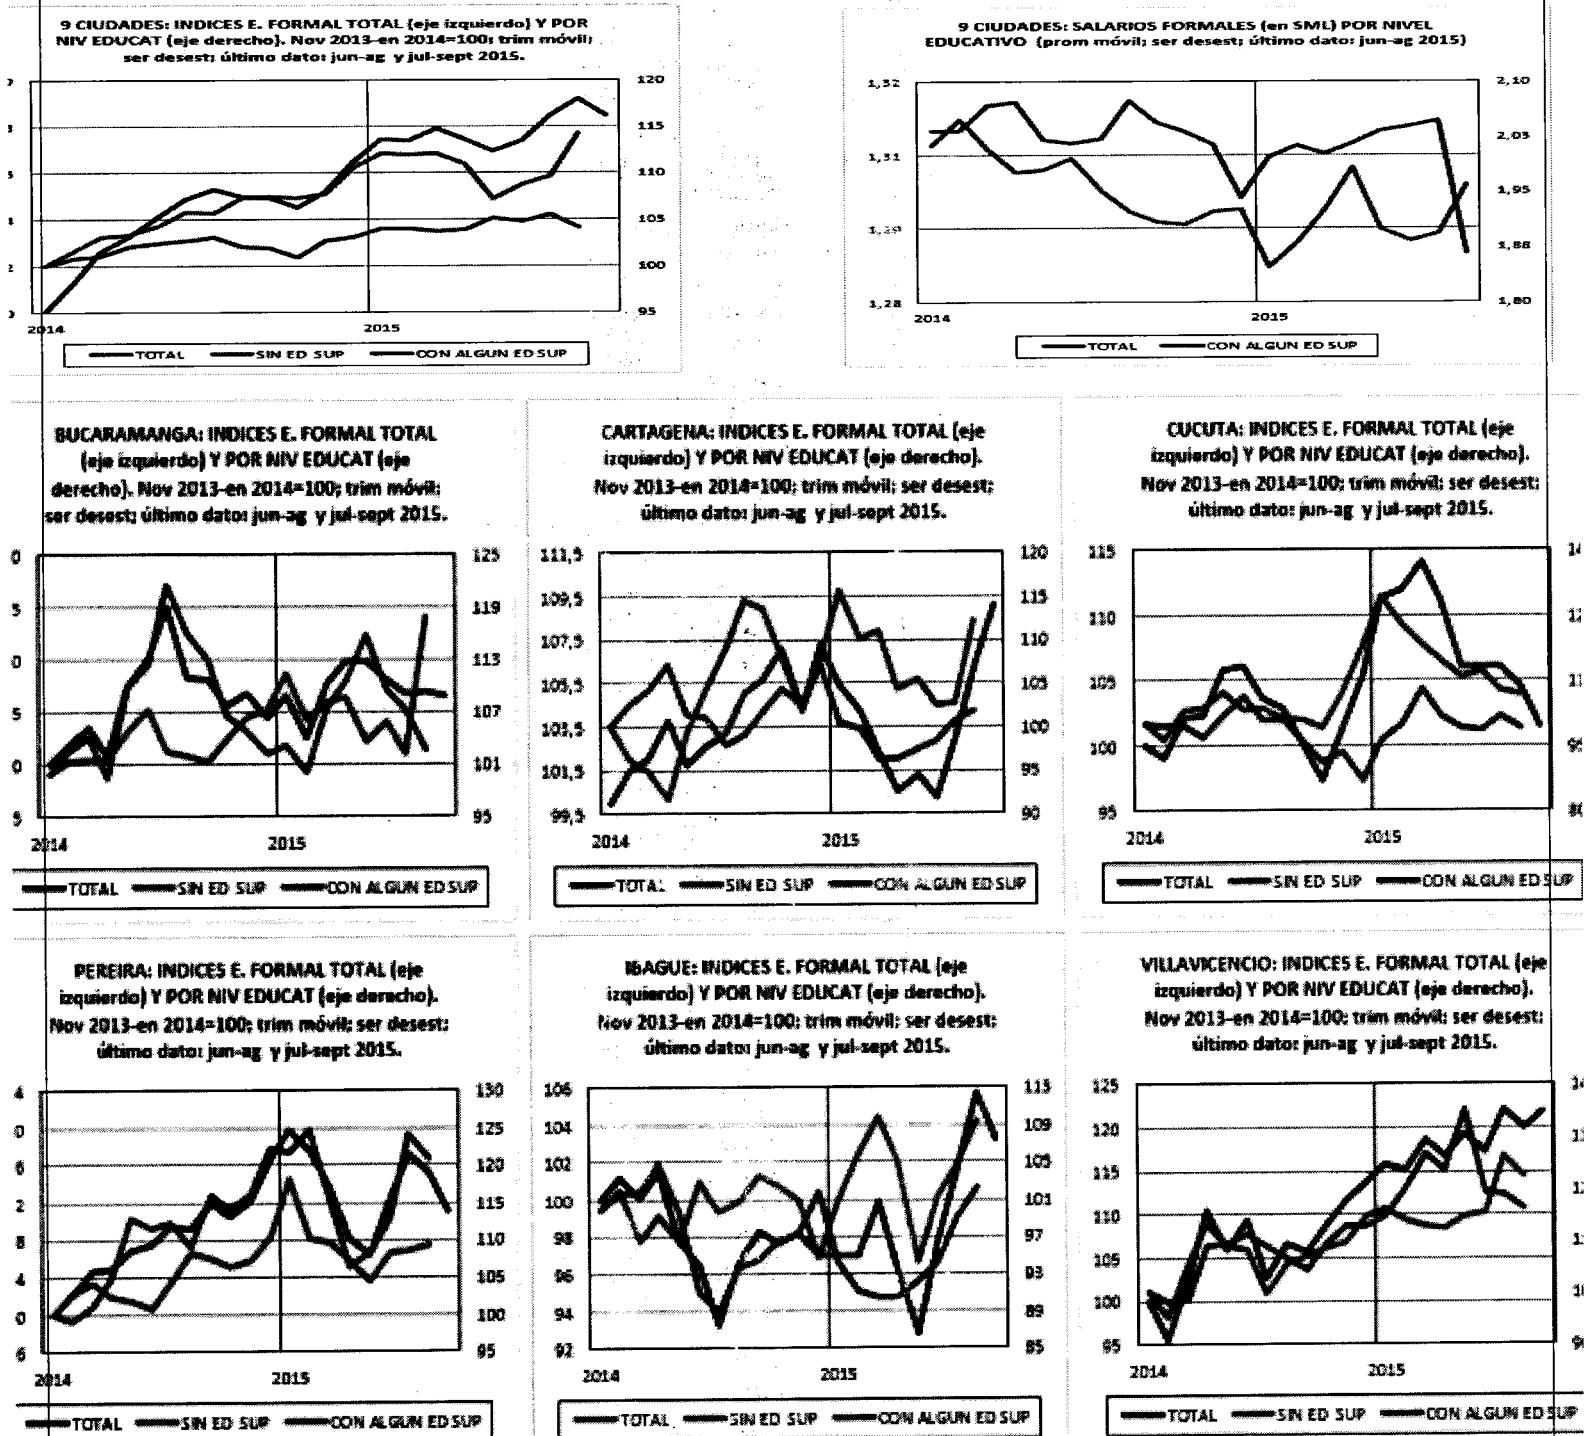 9 CIUDADES: INDICES E. FORMAL TOTAL (eje izquierdo) Y POR
NIV EDUCAT (eje derecho). Nov 2013-en 2014=100; trim móvil;
ser desest; último dato: jun-ag y jul-sept 2015.
120
115
110
105
100
95
2014 2015
TOTAL SIN ED SUP CON ALGUN ED SUP
9 CIUDADES: SALARIOS FORMALES (en SML) POR NIVEL
EDUCATIVO (prom móvil; ser desest; último dato: jun-ag 2015)
1,32 2,10
2,03
1,31
1,95
1,29
1,88
1,28 1,80
2014 2015
TOTAL CON ALGUN ED SUP
BUCARAMANGA: INDICES E. FORMAL TOTAL
(eje izquierdo) Y POR NIV EDUCAT (eje
derecho). Nov 2013-en 2014=100; trim móvil;
ser desest; último dato: jun-ag y jul-sept 2015.
0 125
5 119
0 113
5 107
0 101
5 95
2014 2015
TOTAL SIN ED SUP CON ALGUN ED SUP
CARTAGENA: INDICES E. FORMAL TOTAL (eje
izquierdo) Y POR NIV EDUCAT (eje derecho).
Nov 2013-en 2014=100; trim móvil; ser desest;
último dato: jun-ag y jul-sept 2015.
111,5 120
109,5 115
107,5 110
105,5 105
103,5 100
101,5 95
99,5 90
2014 2015
TOTAL SIN ED SUP CON ALGUN ED SUP
CUCUTA: INDICES E. FORMAL TOTAL (eje
izquierdo) Y POR NIV EDUCAT (eje derecho).
Nov 2013-en 2014=100; trim móvil; ser desest;
último dato: jun-ag y jul-sept 2015.
115
110
105
100
95
2014 2015
TOTAL SIN ED SUP CON ALGUN ED SUP
PEREIRA: INDICES E. FORMAL TOTAL (eje
izquierdo) Y POR NIV EDUCAT (eje derecho).
Nov 2013-en 2014=100; trim móvil; ser desest;
último dato: jun-ag y jul-sept 2015.
4 130
0 125
6 120
2 115
8 110
4 105
0 100
6 95
2014 2015
TOTAL SIN ED SUP CON ALGUN ED SUP
IBAGUE: INDICES E. FORMAL TOTAL (eje
izquierdo) Y POR NIV EDUCAT (eje derecho).
Nov 2013-en 2014=100; trim móvil; ser desest;
último dato: jun-ag y jul-sept 2015.
106 113
104 109
102 105
100 101
98 97
96 93
94 89
92 85
2014 2015
TOTAL SIN ED SUP CON ALGUN ED SUP
VILLAVICENCIO: INDICES E. FORMAL TOTAL (eje
izquierdo) Y POR NIV EDUCAT (eje derecho).
Nov 2013-en 2014=100; trim móvil; ser desest;
último dato: jun-ag y jul-sept 2015.
125
120
115
110
105
100
95
2014 2015
TOTAL SIN ED SUP CON ALGUN ED SUP